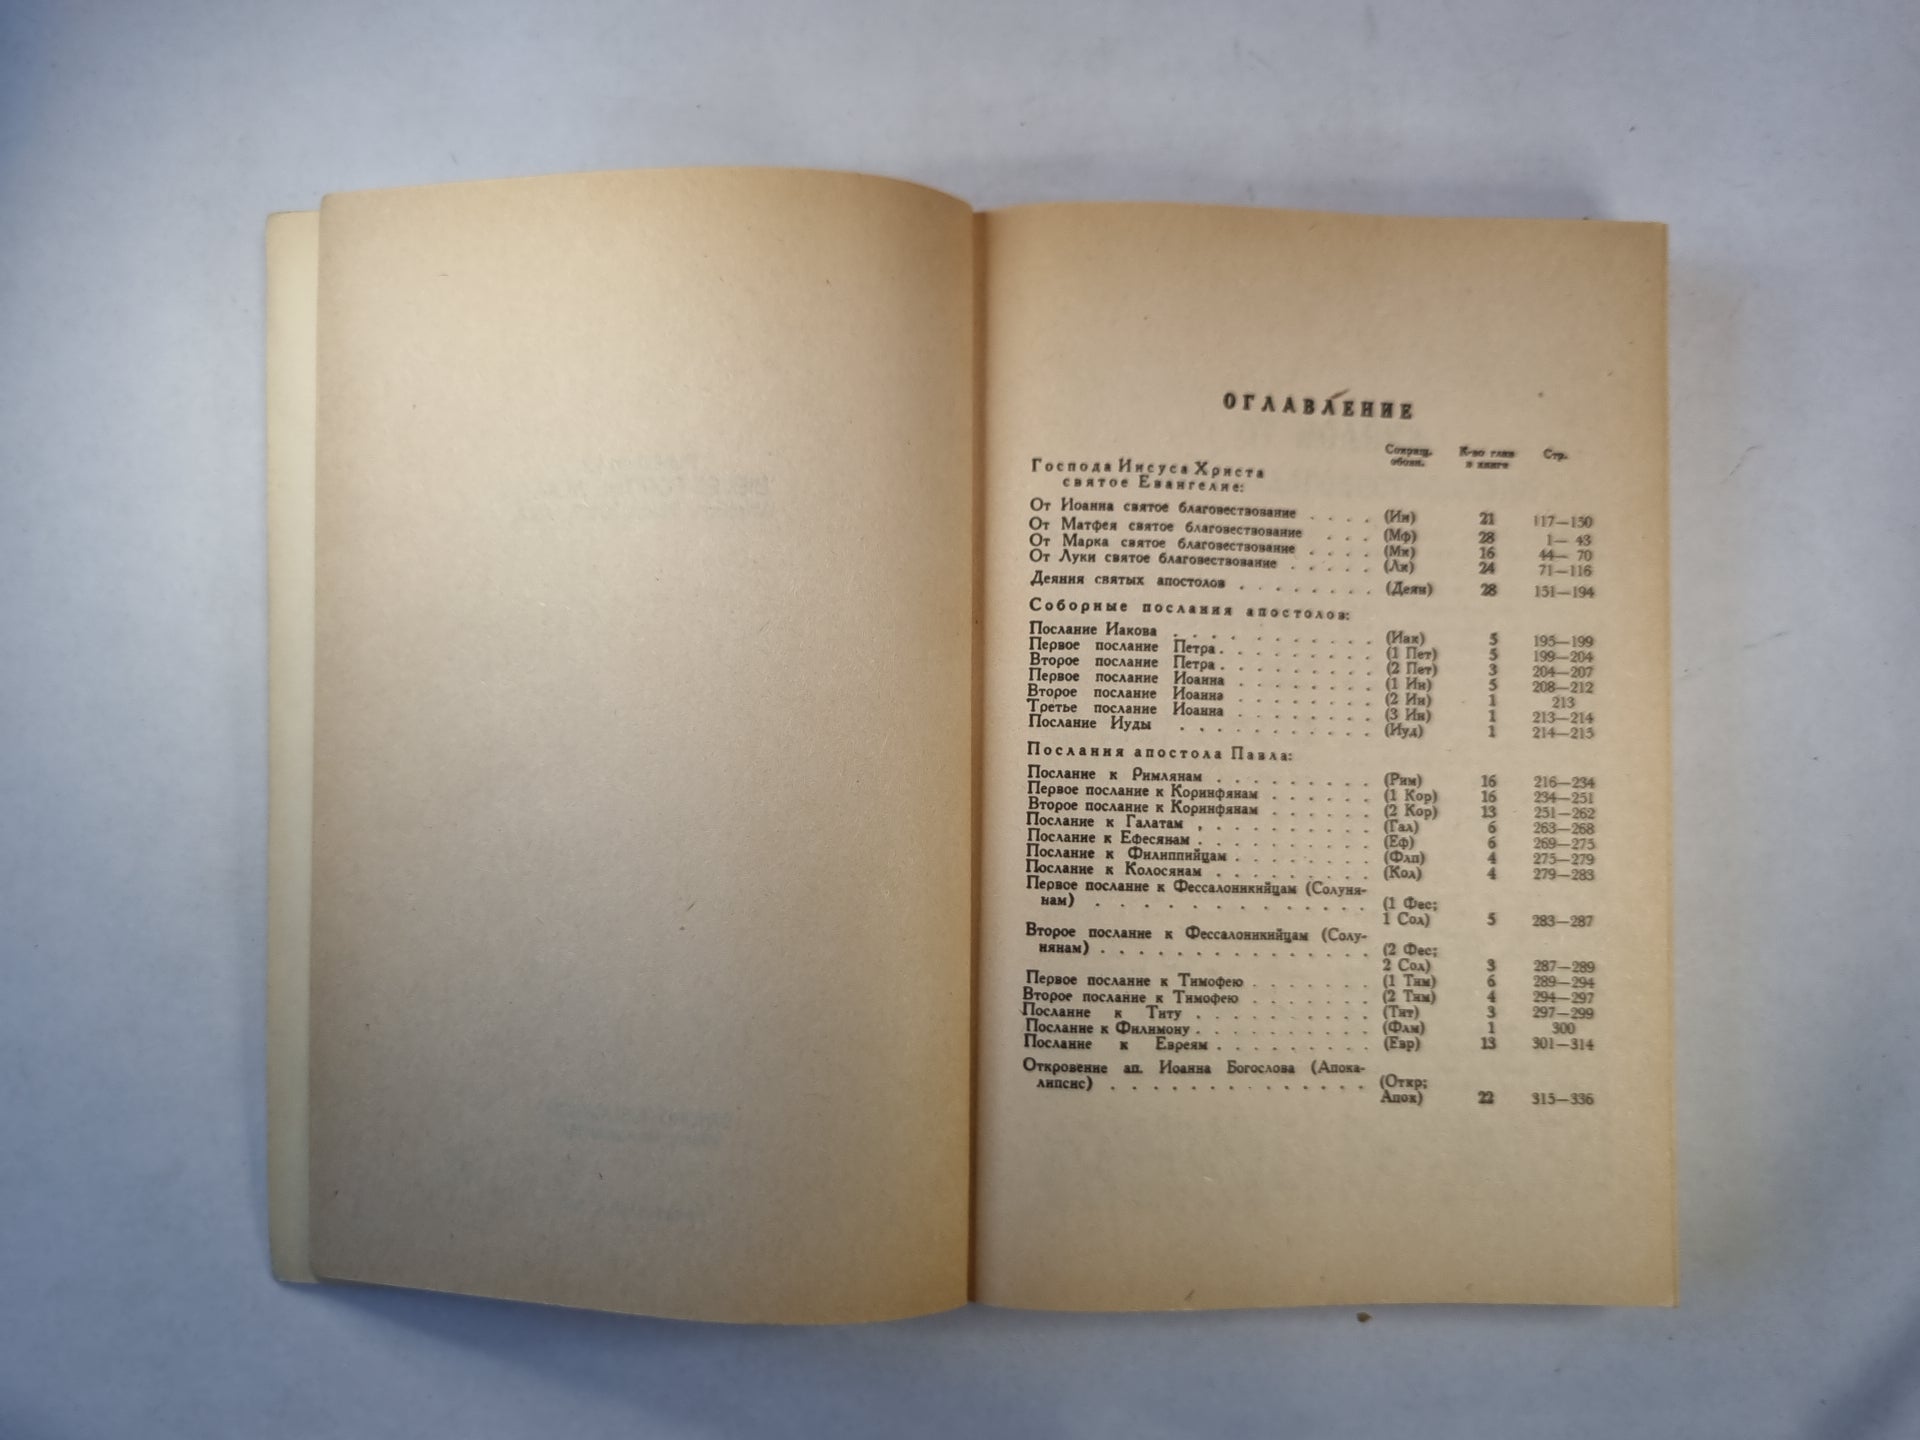 ОГЛАВЛЕНИЕ
Сокращ. обозн. К-во глав в книге Стр.
Господа Иисуса Христа
святое Евангелие:
От Иоанна святое благовествование . . . . (Ин) 21 117—150
От Матфея святое благовествование . . . (Мф) 28 1— 43
От Марка святое благовествование . . . . (Мк) 16 44— 70
От Луки святое благовествование . . . . . (Лк) 24 71—116
Деяния святых апостолов . . . . . . . . (Деян) 28 151—194
Соборные послания апостолов:
Послание Иакова . . . . . . . . . . . (Иак) 5 195—199
Первое послание Петра . . . . . . . . . (1 Пет) 5 199—204
Второе послание Петра . . . . . . . . . (2 Пет) 3 204—207
Первое послание Иоанна . . . . . . . . (1 Ин) 5 208—212
Второе послание Иоанна . . . . . . . . (2 Ин) 1 213
Третье послание Иоанна . . . . . . . . (3 Ин) 1 213—214
Послание Иуды . . . . . . . . . . . (Иуд) 1 214—215
Послания апостола Павла:
Послание к Римлянам . . . . . . . . . (Рим) 16 216—234
Первое послание к Коринфянам . . . . . . (1 Кор) 16 234—251
Второе послание к Коринфянам . . . . . . (2 Кор) 13 251—262
Послание к Галатам . . . . . . . . . . (Гал) 6 263—268
Послание к Ефесянам . . . . . . . . . . (Еф) 6 269—275
Послание к Филиппийцам . . . . . . . . (Флп) 4 275—279
Послание к Колосянам . . . . . . . . . (Кол) 4 279—283
Первое послание к Фессалоникийцам (Солуня-
нам) . . . . . . . . . . . . . . (1 Фес;
1 Сол) 5 283—287
Второе послание к Фессалоникийцам (Солу-
нянам) . . . . . . . . . . . . . . . (2 Фес;
2 Сол) 3 287—289
Первое послание к Тимофею . . . . . . . (1 Тим) 6 289—294
Второе послание к Тимофею . . . . . . . (2 Тим) 4 294—297
Послание к Титу . . . . . . . . . . (Тит) 3 297—299
Послание к Филимону . . . . . . . . . . (Флм) 1 300
Послание к Евреям . . . . . . . . . (Евр) 13 301—314
Откровение ап. Иоанна Богослова (Апока-
липсис) . . . . . . . . . . . . . . (Откр;
Апок) 22 315—336